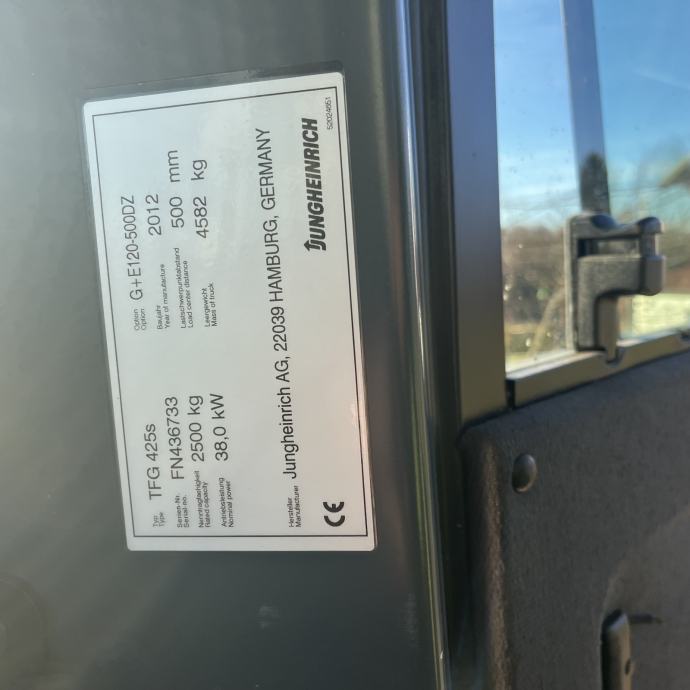 Typ
Type
TFG 425s
Option
Option
G+E120-500DZ
Serien-Nr.
Serial-no.
FN436733
Baujahr
Year of manufacture
2012
Nenntragfähigkeit
Rated capacity
2500 kg
Lastschwerpunktabstand
Load center distance
500 mm
Antriebsleistung
Nominal power
38,0 kW
Leergewicht
Mass of truck
4582 kg
Hersteller
Manufacturer
Jungheinrich AG, 22039 HAMBURG, GERMANY
CE
JUNGHEINRICH
52024651